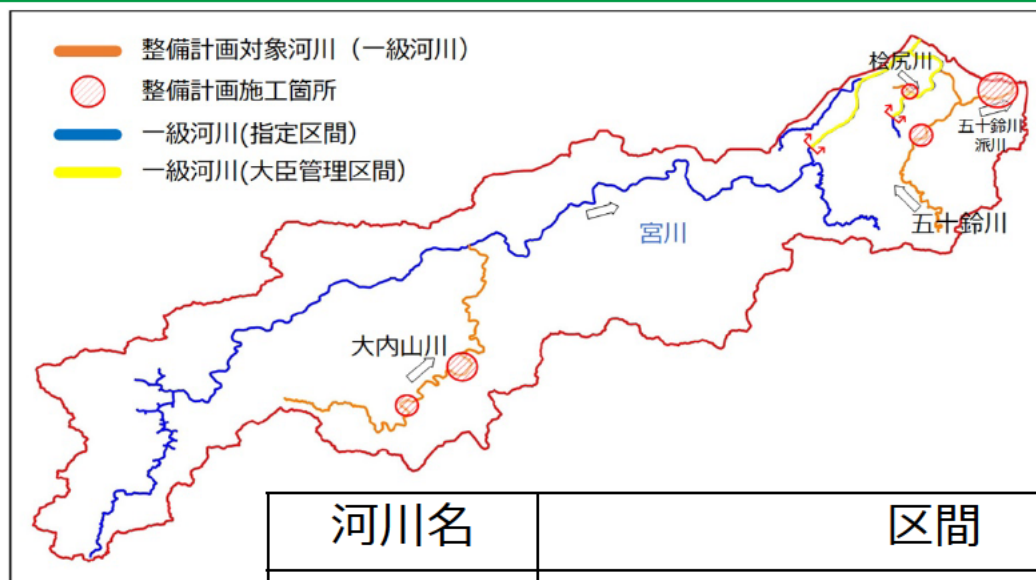 整備計画対象河川（一級河川）
整備計画施工箇所
一級河川(指定区間)
一級河川(大臣管理区間)
桧尻川
五十鈴川
派川
五十鈴川
宮川
大内山川
河川名
区間